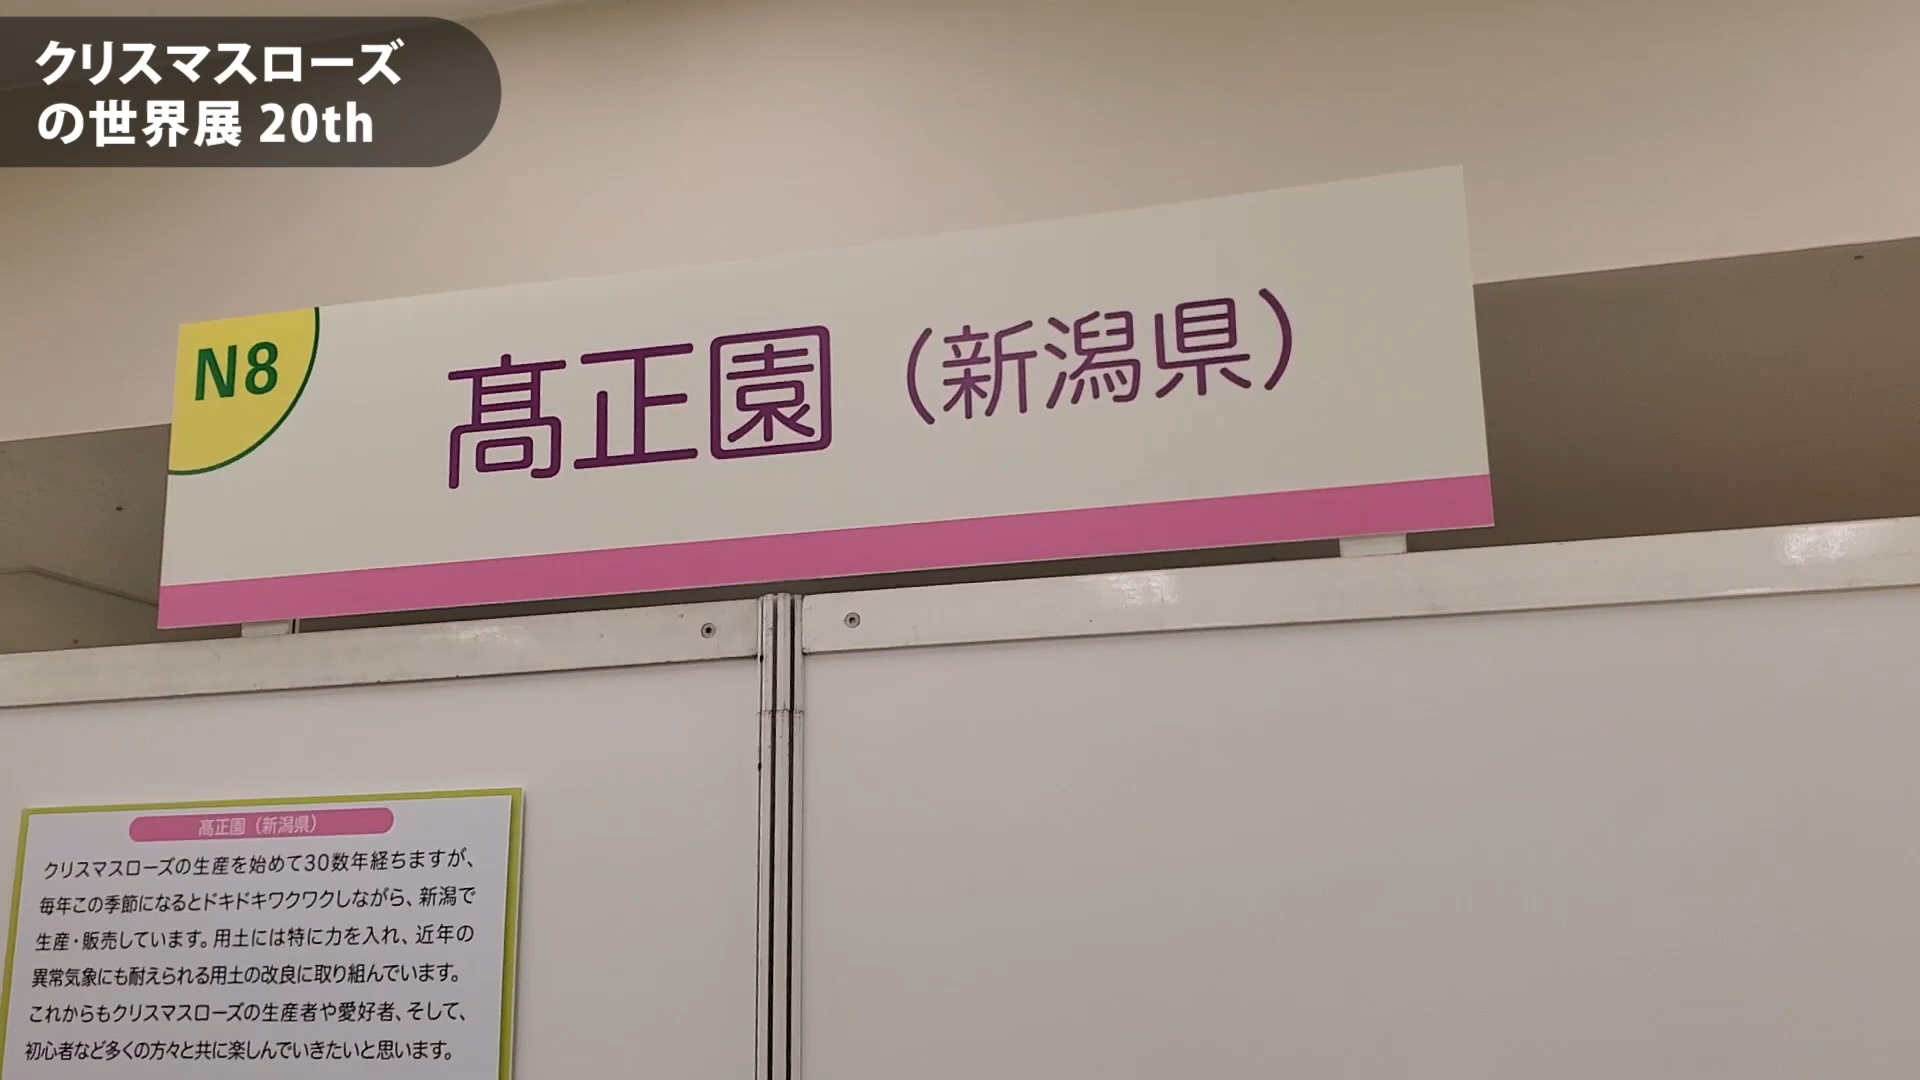 クリスマスローズ
の世界展 20th
N8
髙正園（新潟県）
髙正園（新潟県）
クリスマスローズの生産を始めて30数年経ちますが、
毎年この季節になるとドキドキワクワクしながら、新潟で
生産・販売しています。用土には特に力を入れ、近年の
異常気象にも耐えられる用土の改良に取り組んでいます。
これからもクリスマスローズの生産者や愛好者、そして、
初心者など多くの方々と共に楽しんでいきたいと思います。